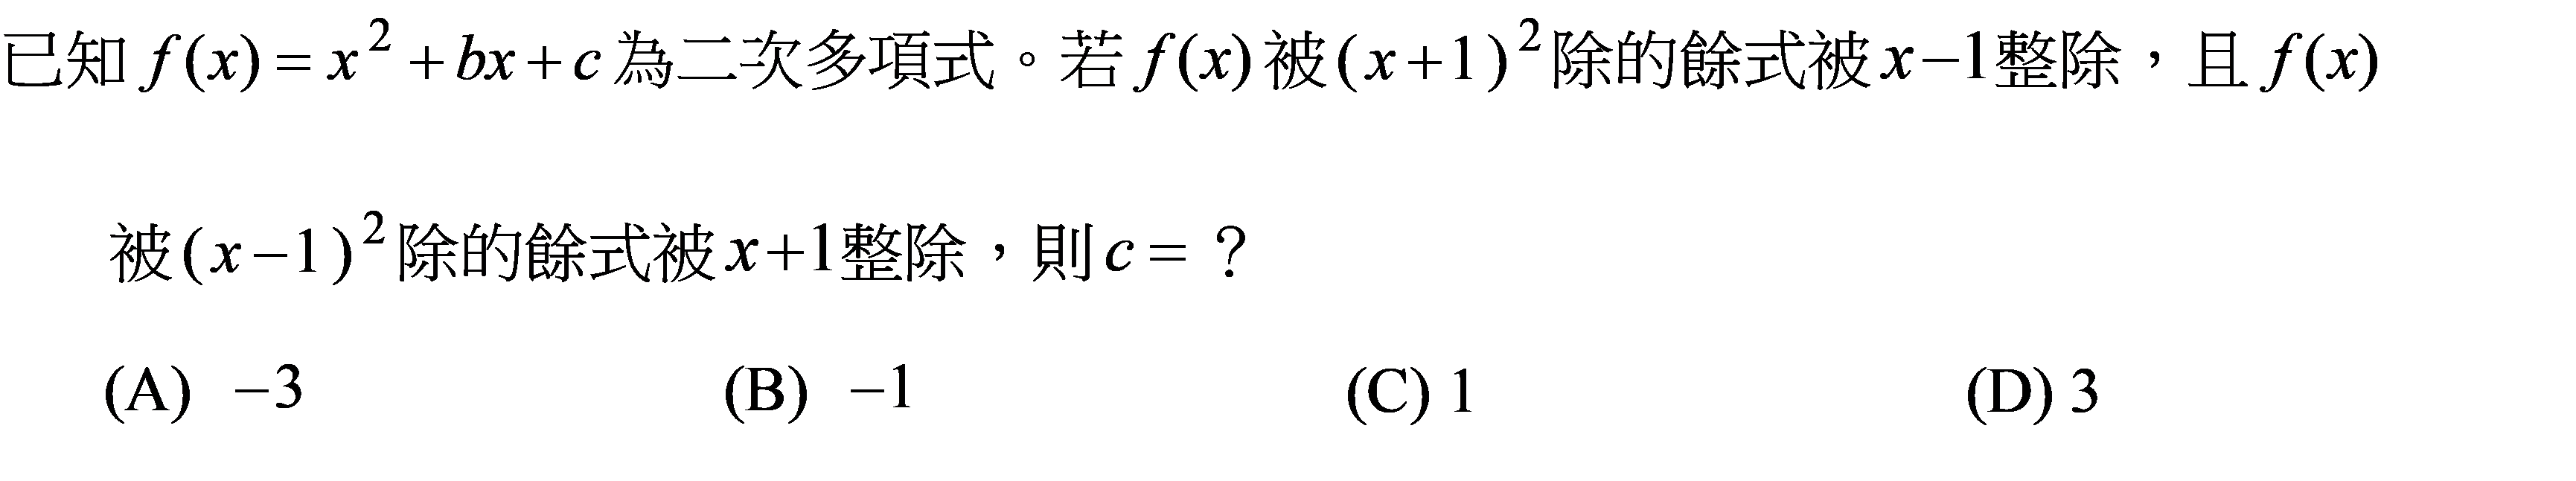 已知 f(x) = x² + bx + c 為二次多項式。若 f(x) 被 (x+1)² 除的餘式被 x−1 整除，且 f(x)
被 (x−1)² 除的餘式被 x+1 整除，則 c = ？
(A) −3 (B) −1 (C) 1 (D) 3